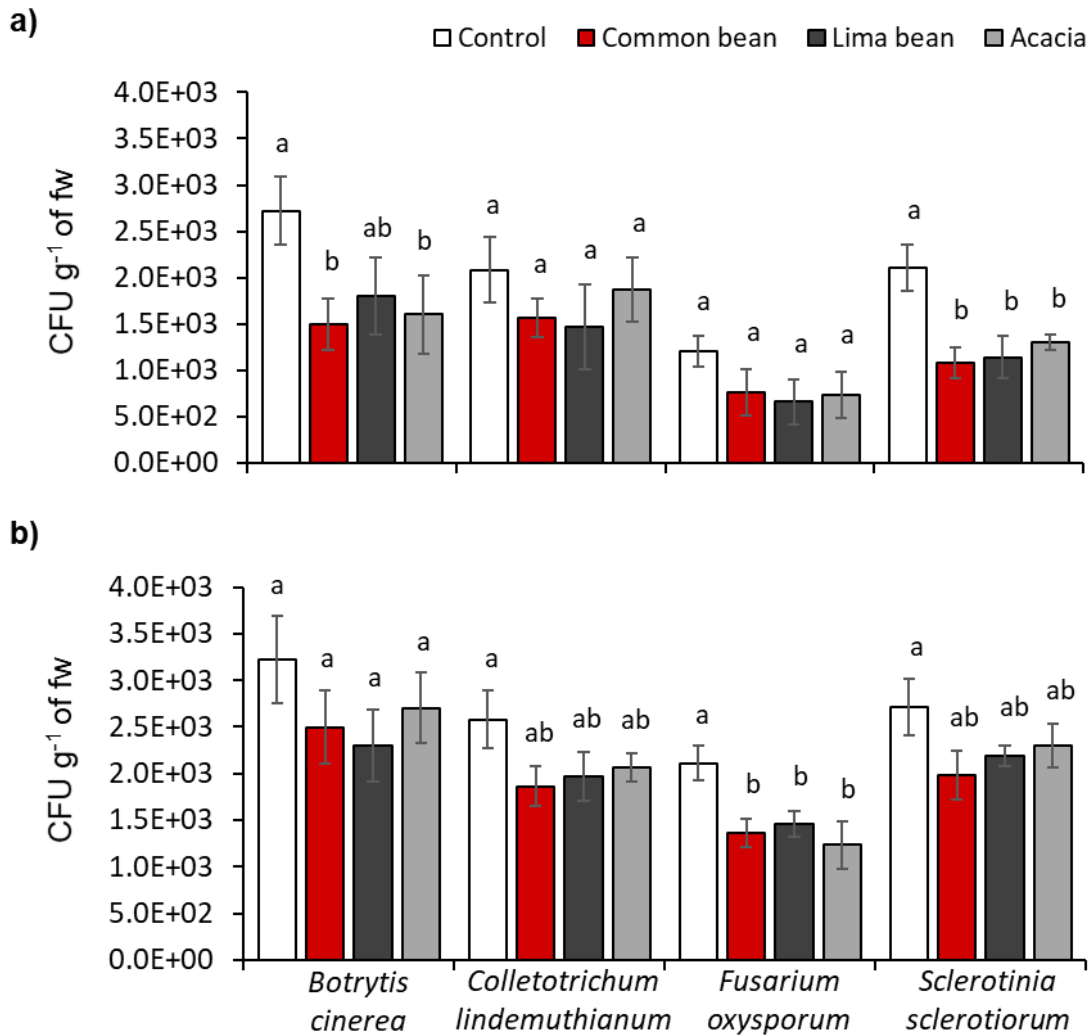 a)
Control Common bean Lima bean Acacia
4.0E+03
3.5E+03
3.0E+03
2.5E+03
2.0E+03
1.5E+03
1.0E+03
5.0E+02
0.0E+00
CFU g⁻¹ of fw
a b ab b a a a a a a a a a b b b
b)
4.0E+03
3.5E+03
3.0E+03
2.5E+03
2.0E+03
1.5E+03
1.0E+03
5.0E+02
0.0E+00
CFU g⁻¹ of fw
a a a a a ab ab ab a b b b a ab ab ab
Botrytis Colletotrichum Fusarium Sclerotinia
cinerea lindemuthianum oxysporum sclerotiorum